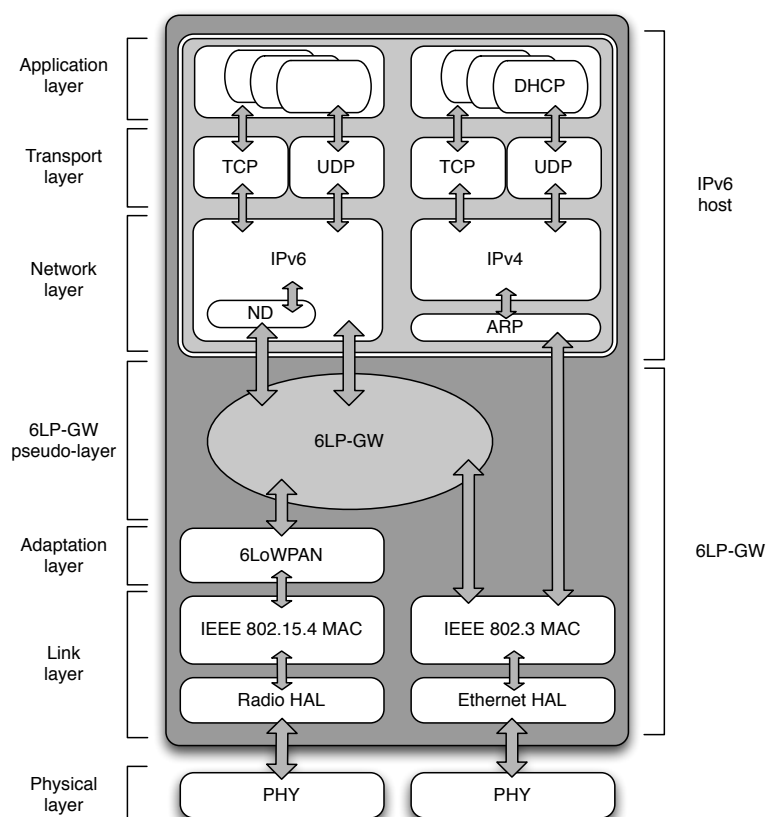 Application
layer
DHCP
Transport
layer
TCP
UDP
TCP
UDP
IPv6
host
Network
layer
IPv6
IPv4
ND
ARP
6LP-GW
pseudo-layer
6LP-GW
Adaptation
layer
6LoWPAN
6LP-GW
Link
layer
IEEE 802.15.4 MAC
IEEE 802.3 MAC
Radio HAL
Ethernet HAL
Physical
layer
PHY
PHY